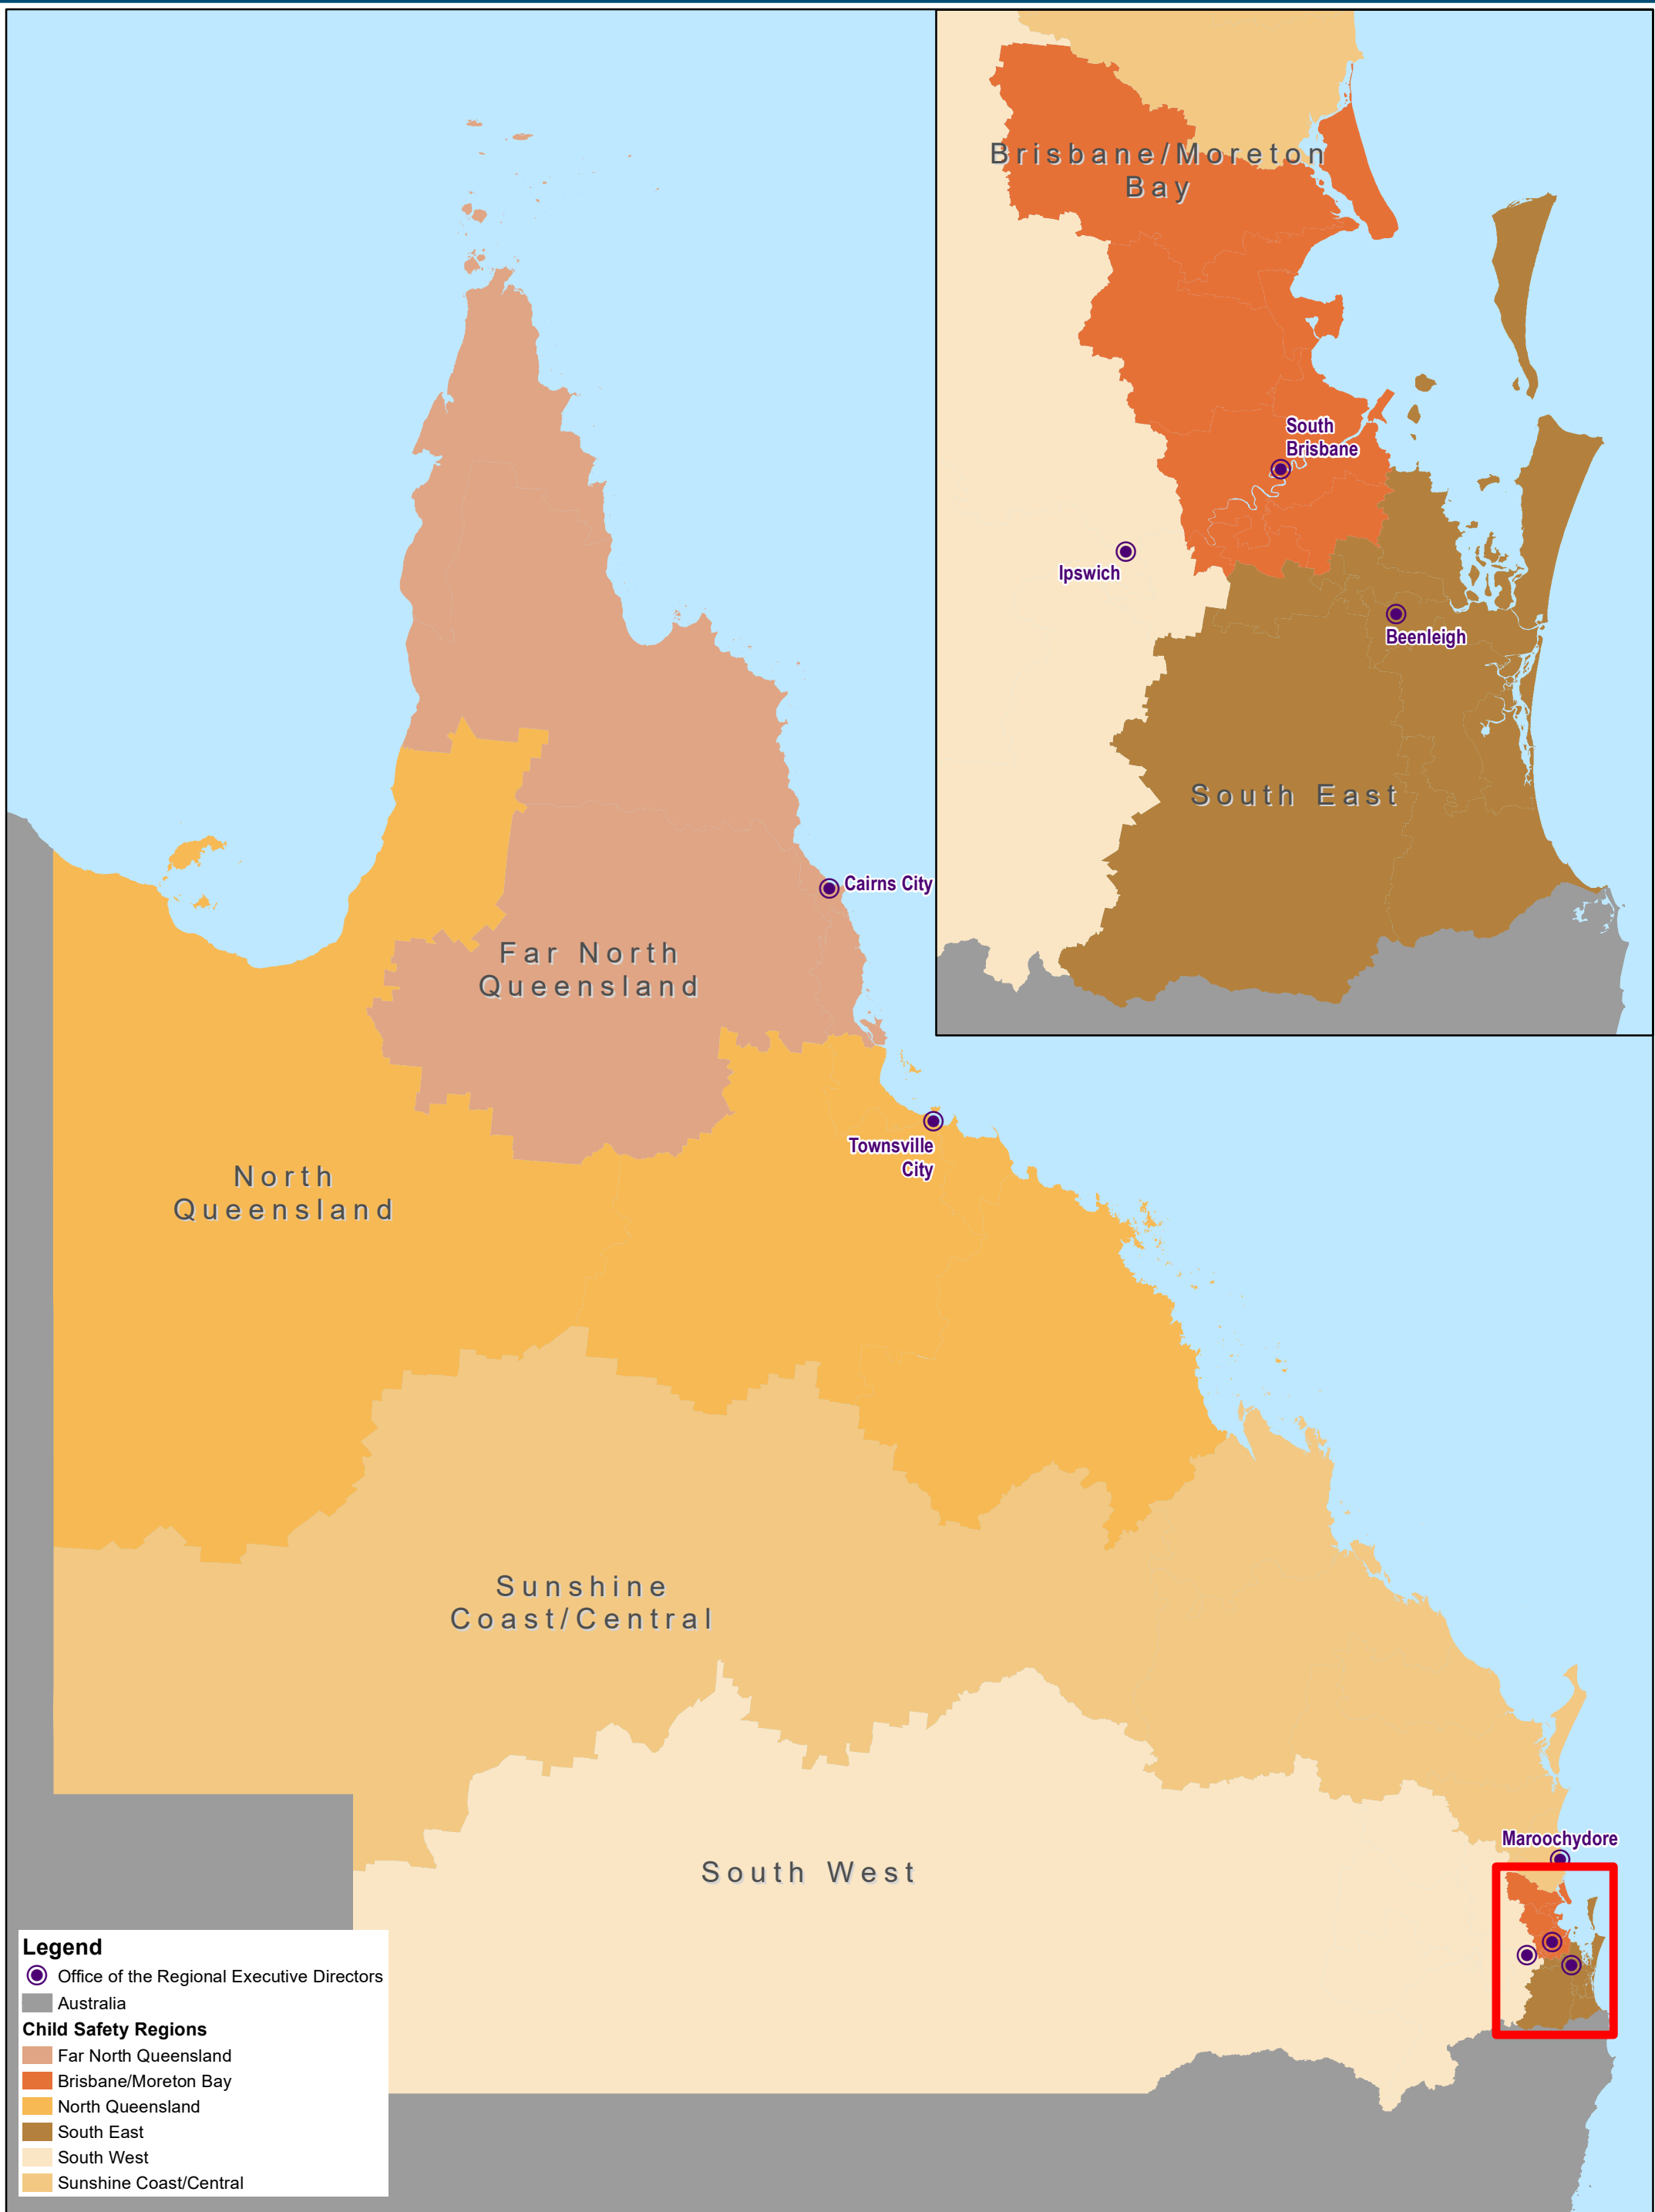 Brisbane/Moreton
Bay
South
Brisbane
Ipswich
Beenleigh
South East
Cairns City
Far North
Queensland
Townsville
City
North
Queensland
Sunshine
Coast/Central
Maroochydore
South West
Legend
Office of the Regional Executive Directors
Australia
Child Safety Regions
Far North Queensland
Brisbane/Moreton Bay
North Queensland
South East
South West
Sunshine Coast/Central